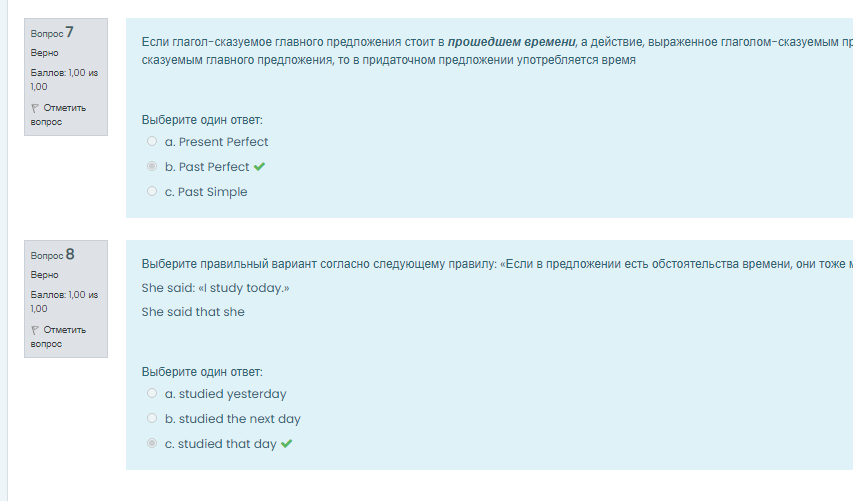 Вопрос 7
Верно
Баллов: 1,00 из
1,00
Отметить
вопрос
Если глагол-сказуемое главного предложения стоит в прошедшем времени, а действие, выраженное глаголом-сказуемым
сказуемым главного предложения, то в придаточном предложении употребляется время
Выберите один ответ:
a. Present Perfect
b. Past Perfect
c. Past Simple
Вопрос 8
Верно
Баллов: 1,00 из
1,00
Отметить
вопрос
Выберите правильный вариант согласно следующему правилу: «Если в предложении есть обстоятельства времени, они тоже
She said: «I study today.»
She said that she
Выберите один ответ:
a. studied yesterday
b. studied the next day
c. studied that day